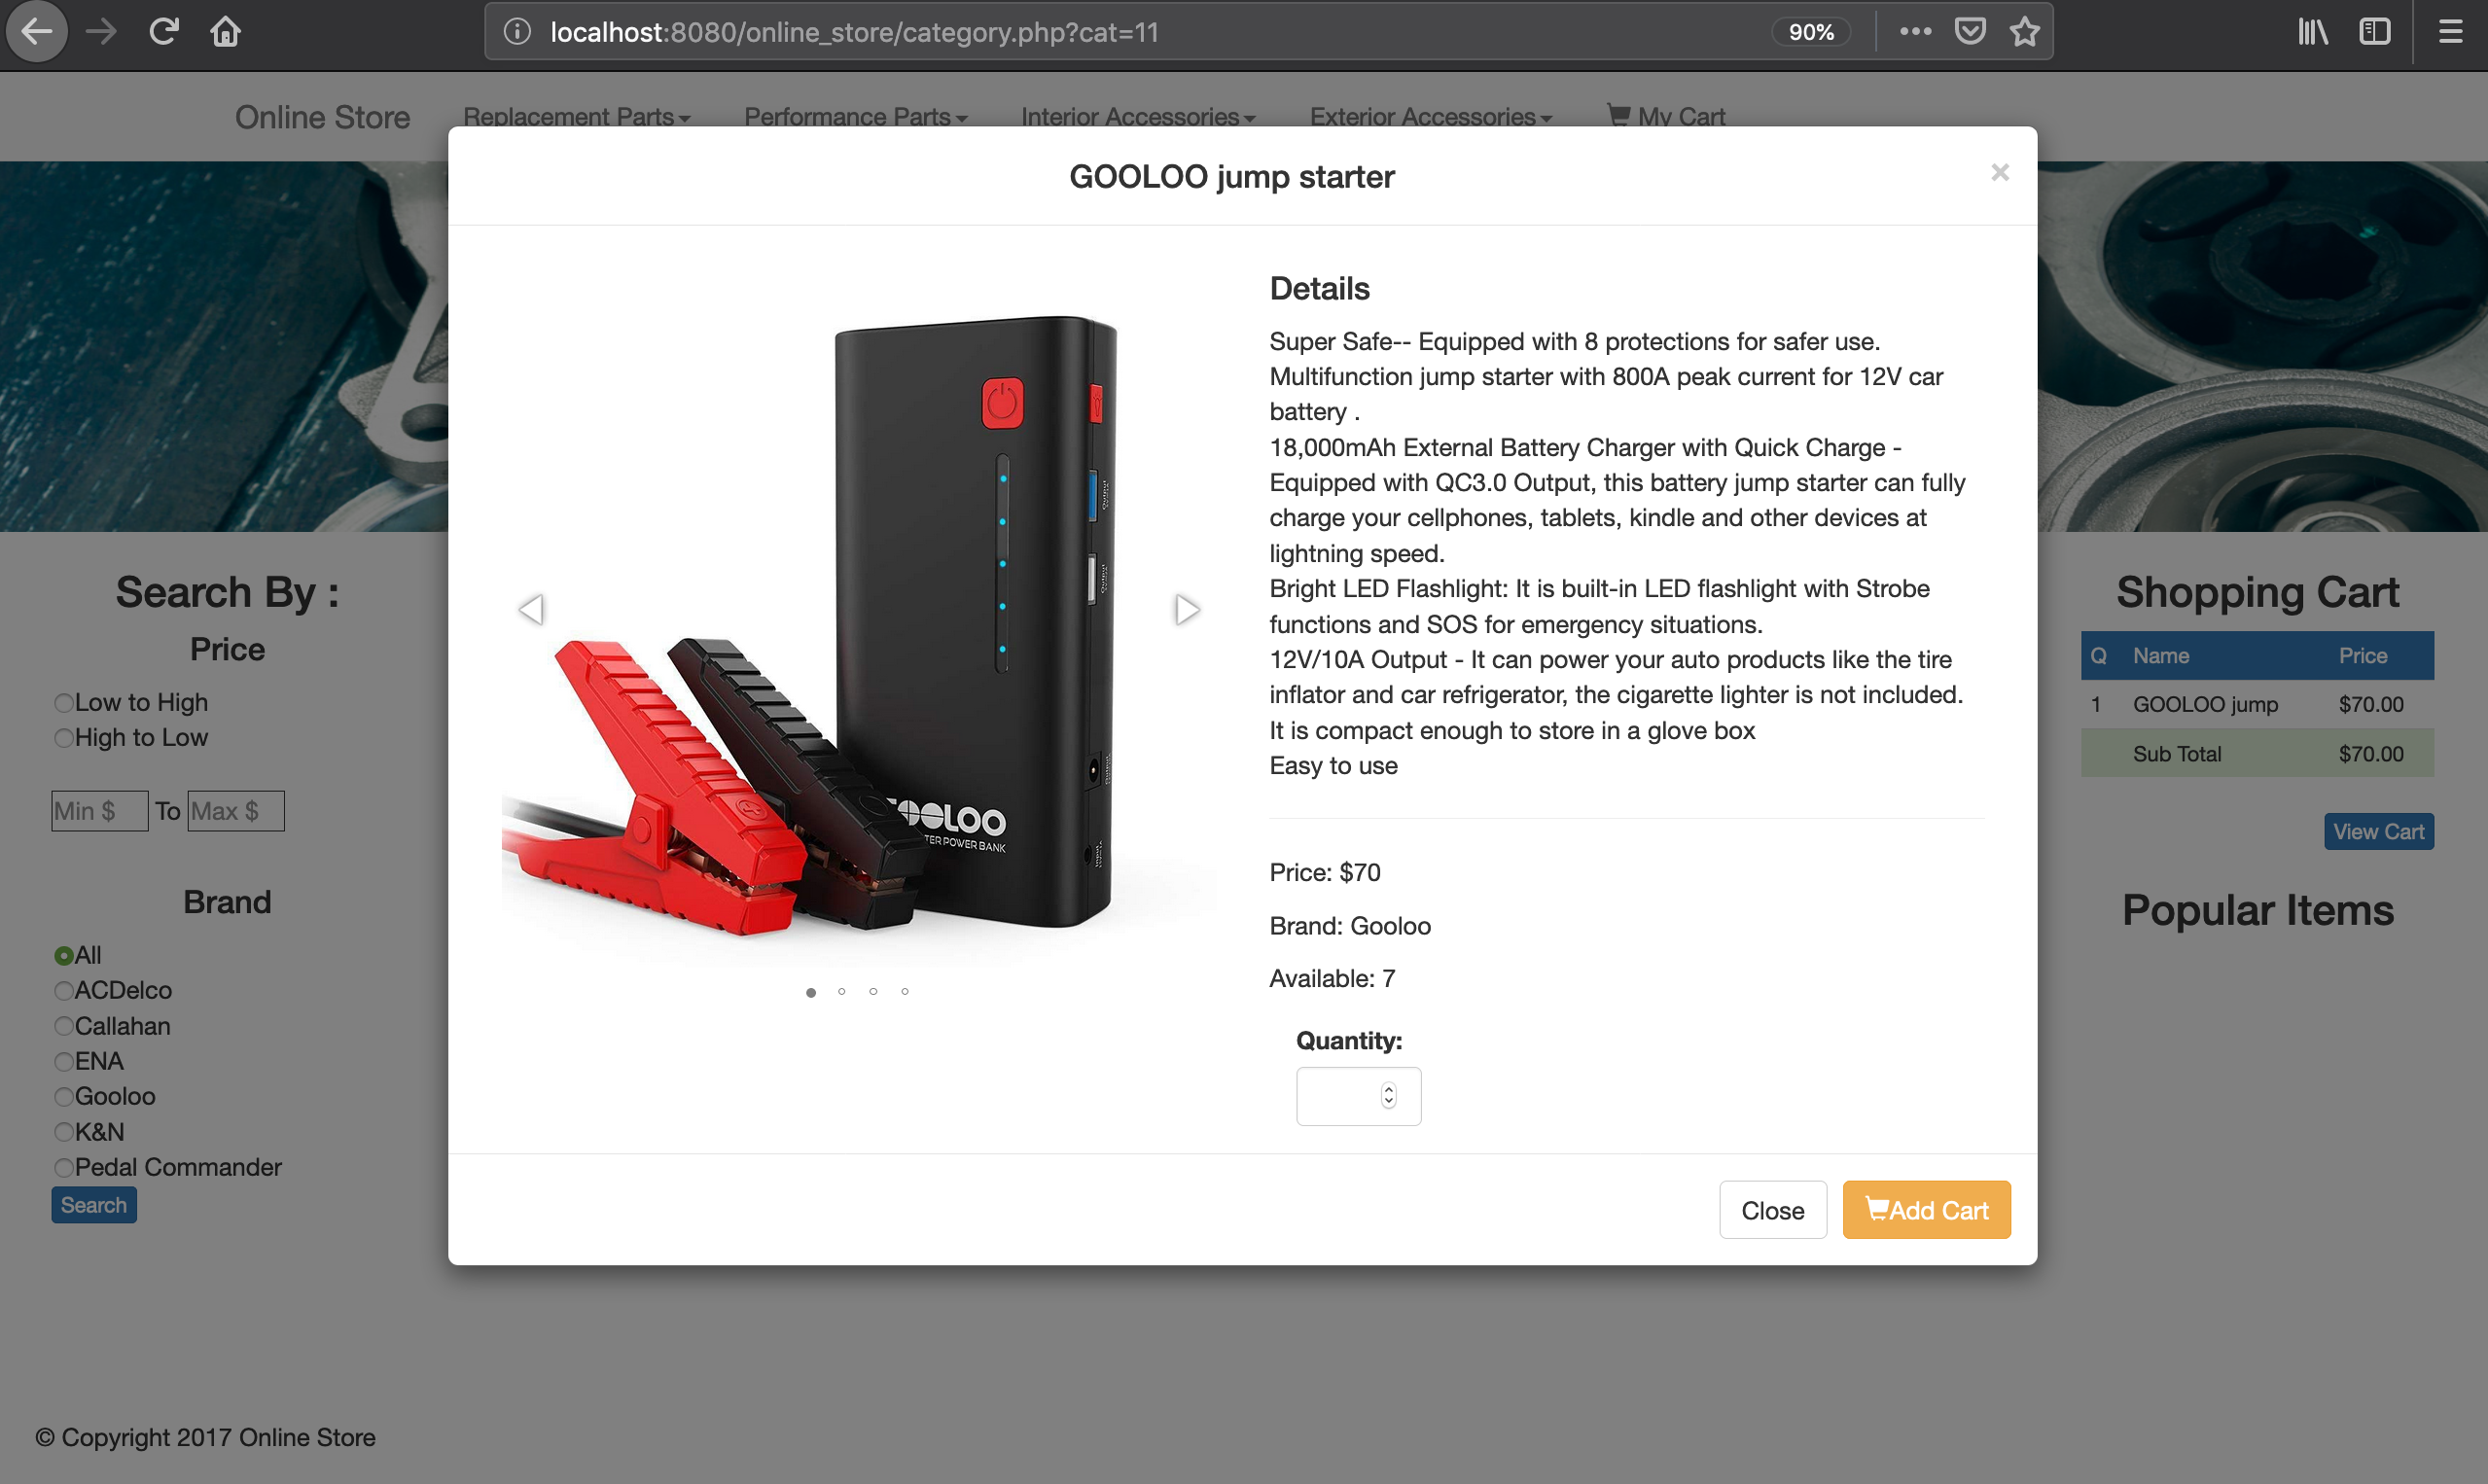 localhost:8080/online_store/category.php?cat=11
90%
Online Store
Replacement Parts
Performance Parts
Interior Accessories
Exterior Accessories
My Cart
GOOLOO jump starter
×
Details
Super Safe-- Equipped with 8 protections for safer use.
Multifunction jump starter with 800A peak current for 12V car
battery .
18,000mAh External Battery Charger with Quick Charge -
Equipped with QC3.0 Output, this battery jump starter can fully
charge your cellphones, tablets, kindle and other devices at
lightning speed.
Bright LED Flashlight: It is built-in LED flashlight with Strobe
functions and SOS for emergency situations.
12V/10A Output - It can power your auto products like the tire
inflator and car refrigerator, the cigarette lighter is not included.
It is compact enough to store in a glove box
Easy to use
Price: $70
Brand: Gooloo
Available: 7
Quantity:
Close
Add Cart
OOLOO
TER POWER BANK
Output
Output
Search By :
Price
Low to High
High to Low
Min $ To Max $
Brand
All
ACDelco
Callahan
ENA
Gooloo
K&N
Pedal Commander
Search
Shopping Cart
Q Name Price
1 GOOLOO jump $70.00
Sub Total $70.00
View Cart
Popular Items
© Copyright 2017 Online Store